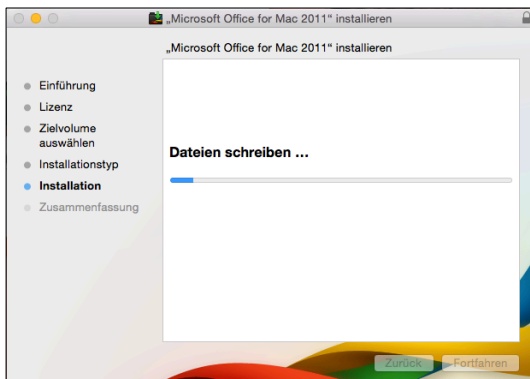 „Microsoft Office for Mac 2011“ installieren
„Microsoft Office for Mac 2011“ installieren
Einführung
Lizenz
Zielvolume
auswählen
Installationstyp
Installation
Zusammenfassung
Dateien schreiben …
Zurück
Fortfahren